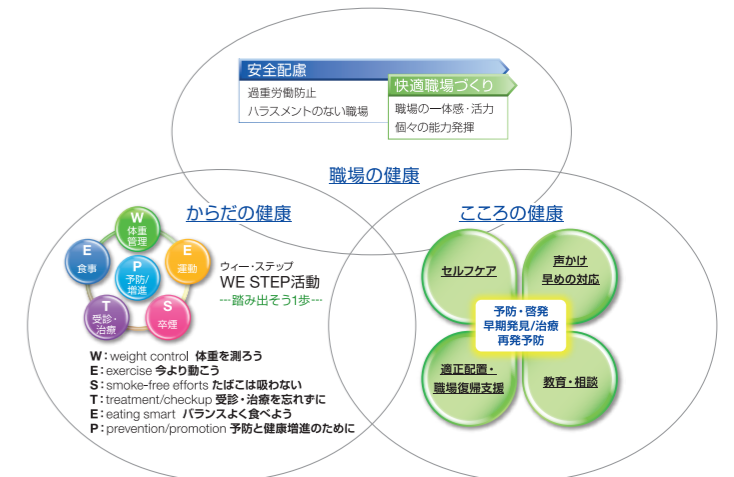 安全配慮
過重労働防止
ハラスメントのない職場
快適職場づくり
職場の一体感・活力
個々の能力発揮
職場の健康
からだの健康
W
体重
管理
E
食事
E
運動
P
予防/
増進
T
受診・
治療
S
卒煙
ウィー・ステップ
WE STEP活動
---踏み出そう1歩---
W：weight control 体重を測ろう
E：exercise 今より動こう
S：smoke-free efforts たばこは吸わない
T：treatment/checkup 受診・治療を忘れずに
E：eating smart バランスよく食べよう
P：prevention/promotion 予防と健康増進のために
こころの健康
セルフケア
声かけ
早めの対応
予防・啓発
早期発見/治療
再発予防
適正配置・
職場復帰支援
教育・相談